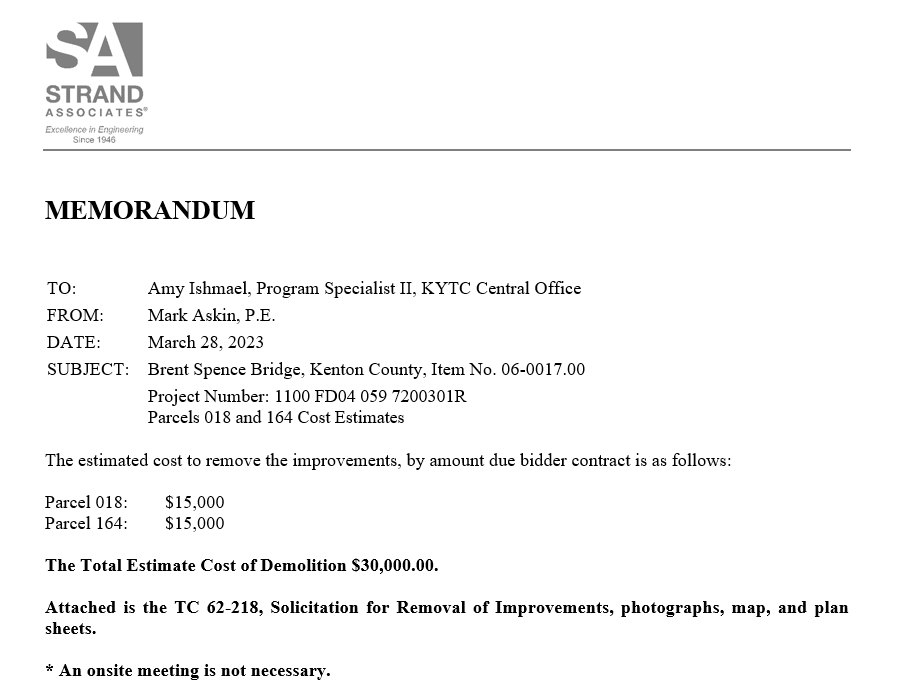 SA
STRAND
ASSOCIATES®
Excellence in Engineering
Since 1946
MEMORANDUM
TO: Amy Ishmael, Program Specialist II, KYTC Central Office
FROM: Mark Askin, P.E.
DATE: March 28, 2023
SUBJECT: Brent Spence Bridge, Kenton County, Item No. 06-0017.00
Project Number: 1100 FD04 059 7200301R
Parcels 018 and 164 Cost Estimates
The estimated cost to remove the improvements, by amount due bidder contract is as follows:
Parcel 018: $15,000
Parcel 164: $15,000
The Total Estimate Cost of Demolition $30,000.00.
Attached is the TC 62-218, Solicitation for Removal of Improvements, photographs, map, and plan
sheets.
* An onsite meeting is not necessary.